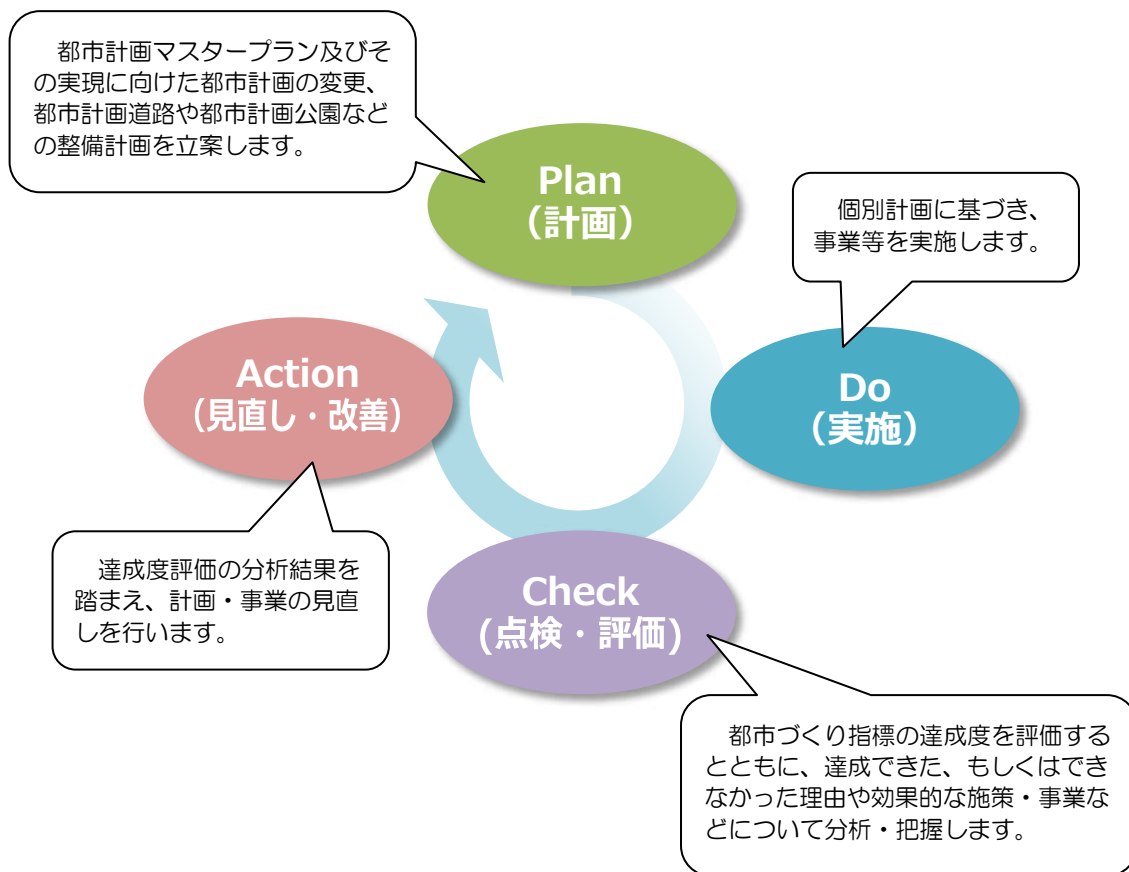 都市計画マスタープラン及びそ
の実現に向けた都市計画の変更、
都市計画道路や都市計画公園など
の整備計画を立案します。
Plan
（計画）
個別計画に基づき、
事業等を実施します。
Do
（実施）
Action
（見直し・改善）
達成度評価の分析結果を
踏まえ、計画・事業の見直
しを行います。
Check
(点検・評価)
都市づくり指標の達成度を評価する
とともに、達成できた、もしくはでき
なかった理由や効果的な施策・事業な
どについて分析・把握します。